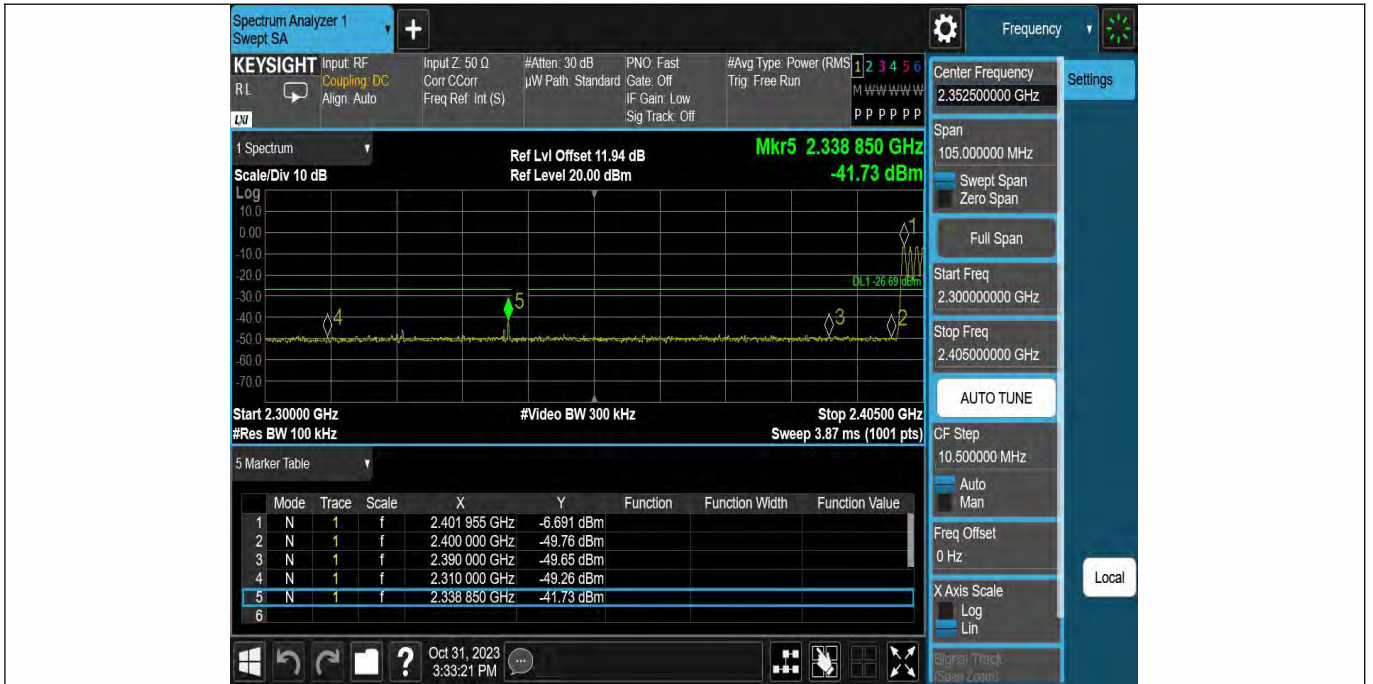 Spectrum Analyzer 1
Swept SA
+
Frequency
KEYSIGHT
RL
LXI
Input: RF
Coupling: DC
Align: Auto
Input Z: 50 Ω
Corr CCorr
Freq Ref: Int (S)
#Atten: 30 dB
µW Path: Standard
PNO: Fast
Gate: Off
IF Gain: Low
Sig Track: Off
#Avg Type: Power (RMS
Trig: Free Run
1 2 3 4 5 6
M W W W W W
P P P P P P
Center Frequency
2.352500000 GHz
Settings
Span
105.000000 MHz
Swept Span
Zero Span
Full Span
Start Freq
2.300000000 GHz
Stop Freq
2.405000000 GHz
AUTO TUNE
CF Step
10.500000 MHz
Auto
Man
Freq Offset
0 Hz
X Axis Scale
Log
Lin
Signal Track
(Span Zoom)
Local
1 Spectrum
Scale/Div 10 dB
Ref Lvl Offset 11.94 dB
Ref Level 20.00 dBm
Mkr5 2.338 850 GHz
-41.73 dBm
Log
10.0
0.00
-10.0
-20.0
-30.0
-40.0
-50.0
-60.0
-70.0
1
DL1 -26.69 dBm
5
4
3
2
Start 2.30000 GHz
#Video BW 300 kHz
Stop 2.40500 GHz
#Res BW 100 kHz
Sweep 3.87 ms (1001 pts)
5 Marker Table
Mode Trace Scale X Y Function Function Width Function Value
1 N 1 f 2.401 955 GHz -6.691 dBm
2 N 1 f 2.400 000 GHz -49.76 dBm
3 N 1 f 2.390 000 GHz -49.65 dBm
4 N 1 f 2.310 000 GHz -49.26 dBm
5 N 1 f 2.338 850 GHz -41.73 dBm
6
?
Oct 31, 2023
3:33:21 PM